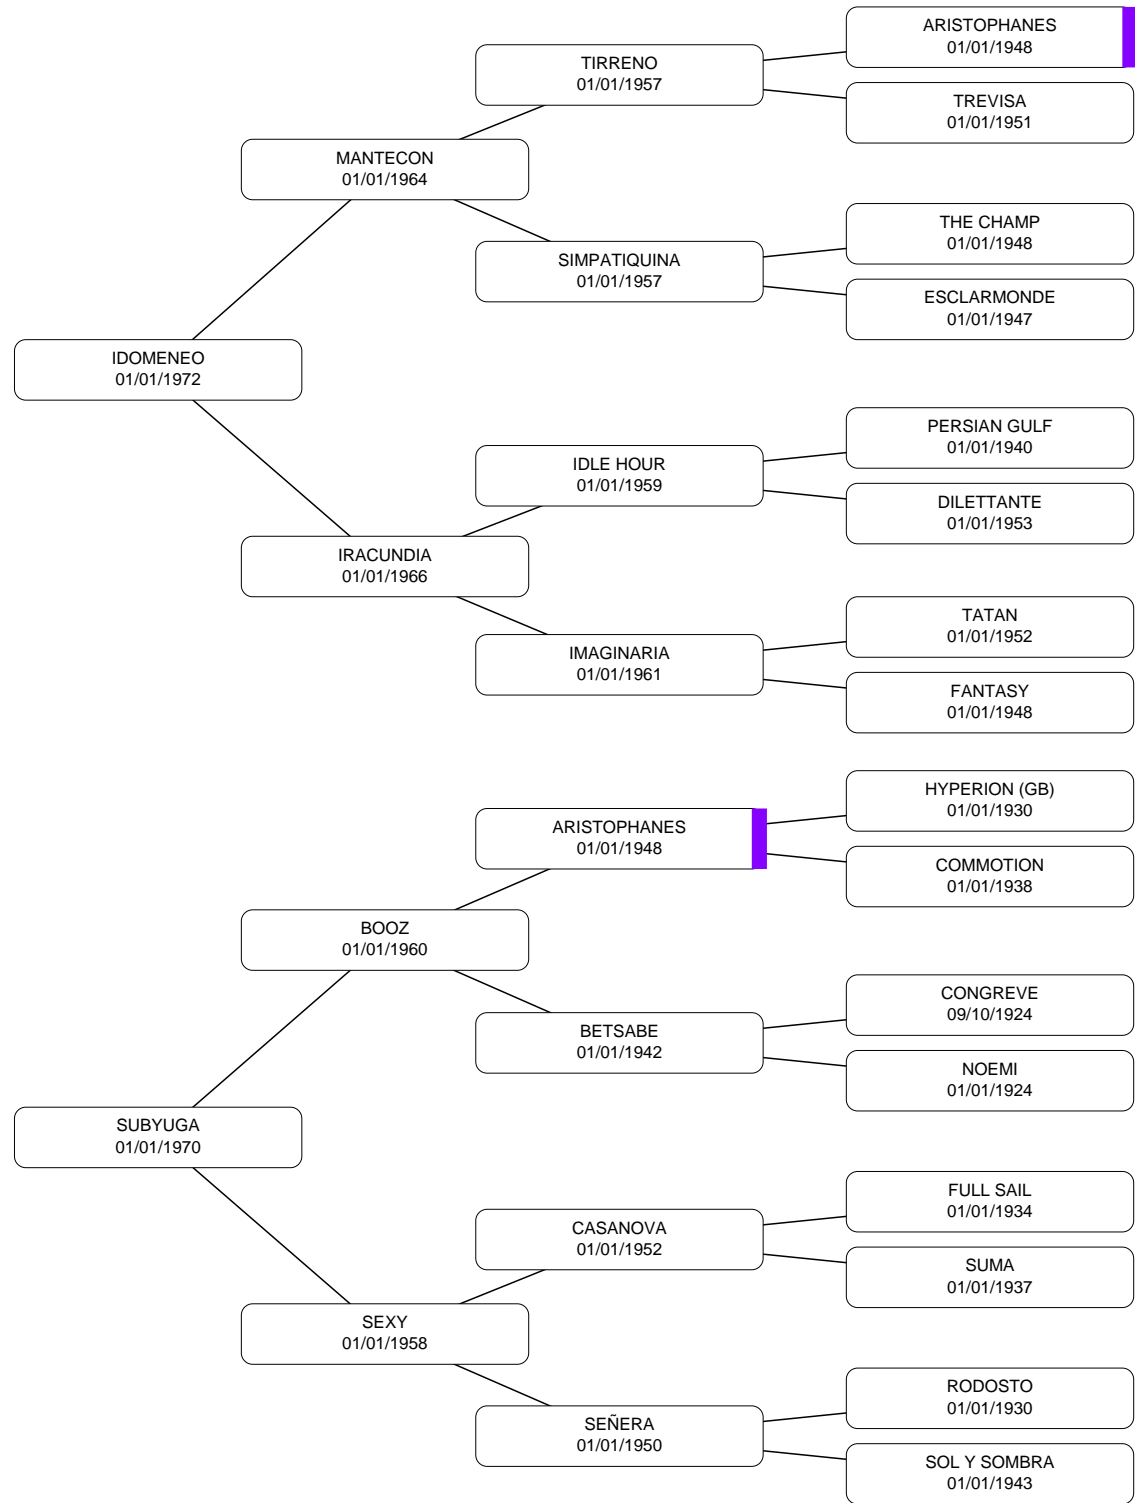 ARISTOPHANES
01/01/1948
TIRRENO
01/01/1957
TREVISA
01/01/1951
MANTECON
01/01/1964
THE CHAMP
01/01/1948
SIMPATIQUINA
01/01/1957
ESCLARMONDE
01/01/1947
IDOMENEO
01/01/1972
PERSIAN GULF
01/01/1940
IDLE HOUR
01/01/1959
DILETTANTE
01/01/1953
IRACUNDIA
01/01/1966
TATAN
01/01/1952
IMAGINARIA
01/01/1961
FANTASY
01/01/1948
HYPERION (GB)
01/01/1930
ARISTOPHANES
01/01/1948
COMMOTION
01/01/1938
BOOZ
01/01/1960
CONGREVE
09/10/1924
BETSABE
01/01/1942
NOEMI
01/01/1924
SUBYUGA
01/01/1970
FULL SAIL
01/01/1934
CASANOVA
01/01/1952
SUMA
01/01/1937
SEXY
01/01/1958
RODOSTO
01/01/1930
SEÑERA
01/01/1950
SOL Y SOMBRA
01/01/1943